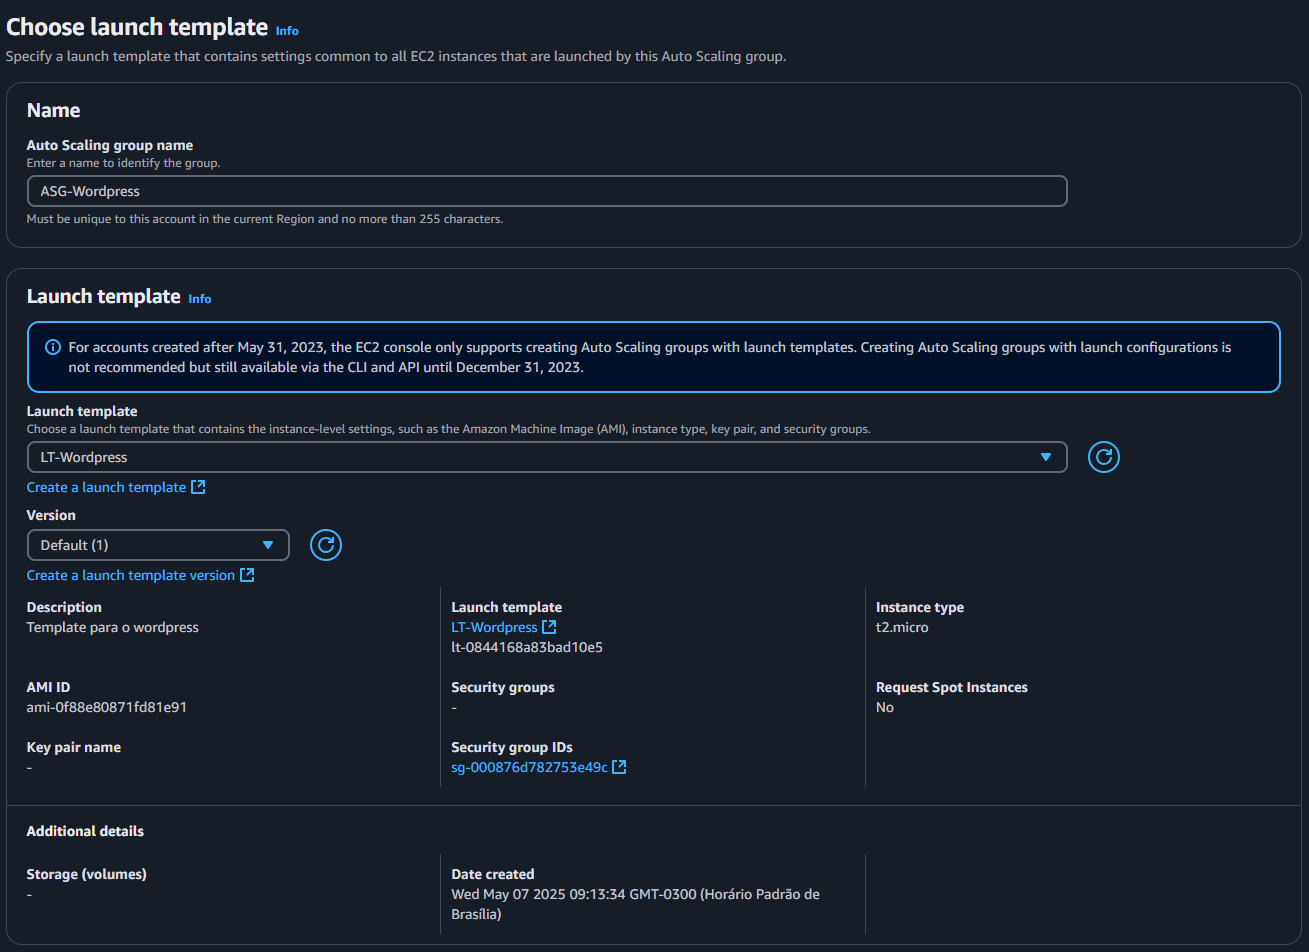 Choose launch template Info
Specify a launch template that contains settings common to all EC2 instances that are launched by this Auto Scaling group.
Name
Auto Scaling group name
Enter a name to identify the group.
ASG-Wordpress
Must be unique to this account in the current Region and no more than 255 characters.
Launch template Info
For accounts created after May 31, 2023, the EC2 console only supports creating Auto Scaling groups with launch templates. Creating Auto Scaling groups with launch configurations is
not recommended but still available via the CLI and API until December 31, 2023.
Launch template
Choose a launch template that contains the instance-level settings, such as the Amazon Machine Image (AMI), instance type, key pair, and security groups.
LT-Wordpress
Create a launch template
Version
Default (1)
Create a launch template version
Description
Template para o wordpress
Launch template
LT-Wordpress
lt-0844168a83bad10e5
Instance type
t2.micro
AMI ID
ami-0f88e80871fd81e91
Security groups
-
Request Spot Instances
No
Key pair name
-
Security group IDs
sg-000876d782753e49c
Additional details
Storage (volumes)
-
Date created
Wed May 07 2025 09:13:34 GMT-0300 (Horário Padrão de
Brasília)